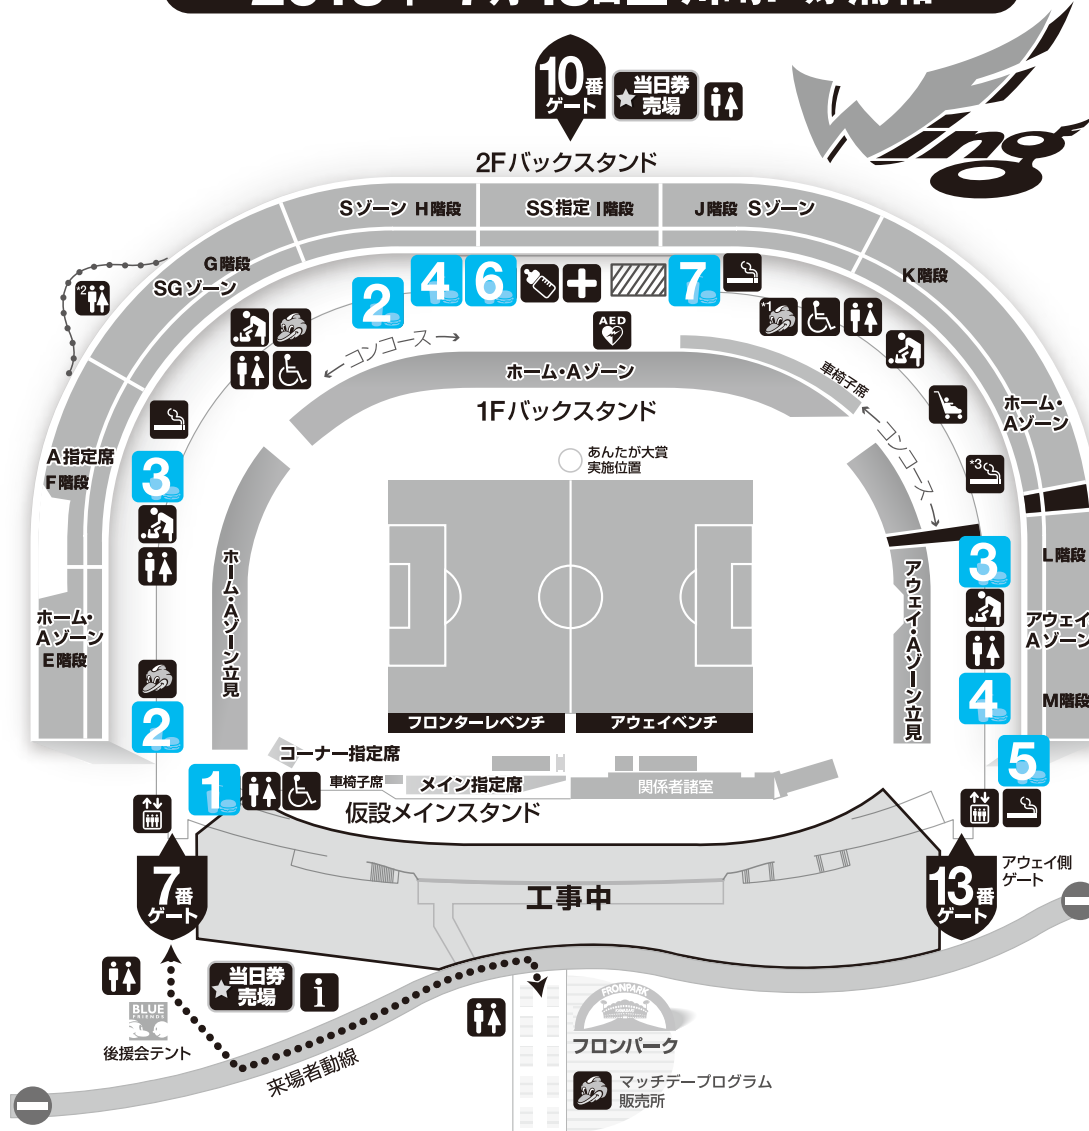 10番
ゲート
当日券
売場
Wing
2Fバックスタンド
Sゾーン H階段
SS指定 I階段
J階段 Sゾーン
G階段
SGゾーン
K階段
*2
2
4
6
7
*1
AED
コンコース
ホーム・Aゾーン
車椅子席
1Fバックスタンド
ホーム・
Aゾーン
コンコース
A指定席
F階段
3
あんたが大賞
実施位置
*3
ホーム・Aゾーン立見
3
L階段
アウェイ・Aゾーン立見
ホーム・
Aゾーン
E階段
アウェイ
Aゾーン
4
M階段
2
フロンターレベンチ
アウェイベンチ
コーナー指定席
5
1
車椅子席
メイン指定席
関係者諸室
仮設メインスタンド
7番
ゲート
工事中
13番
ゲート
アウェイ側
ゲート
当日券
売場
i
BLUE
FRIENDS
後援会テント
来場者動線
FRONPARK
フロンパーク
マッチデープログラム
販売所